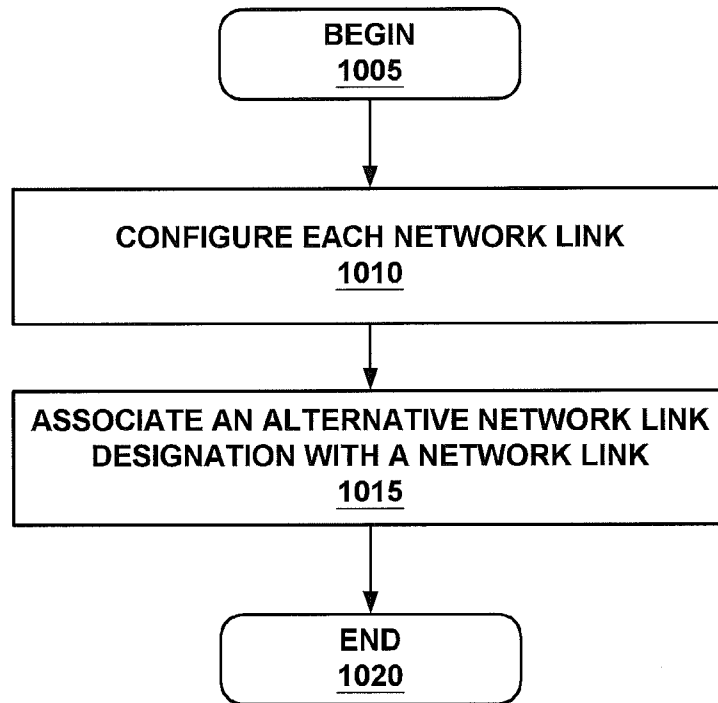 BEGIN
1005
CONFIGURE EACH NETWORK LINK
1010
ASSOCIATE AN ALTERNATIVE NETWORK LINK
DESIGNATION WITH A NETWORK LINK
1015
END
1020